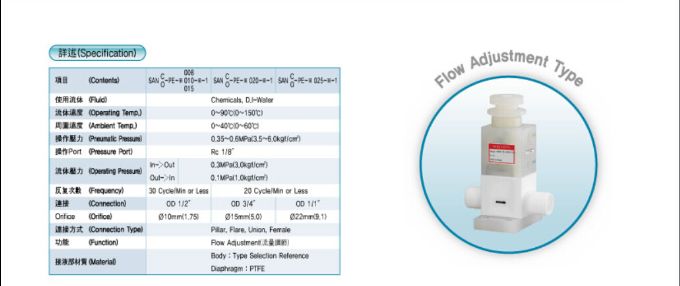 詳述(Specification)
Flow Adjustment Type
項目 (Contents) SAN C/O-PE-※ 006 010-※-1 015 SAN C/O-PE-※ 020-※-1 SAN C/O-PE-※ 025-※-1
使用流体 (Fluid) Chemicals, D.I-Water
流体溫度 (Operating Temp.) 0~90℃(0~150℃)
周圍溫度 (Ambient Temp.) 0~40℃(0~60℃)
操作壓力 (Pneumatic Pressure) 0.35~0.6MPa(3.5~6.0kgf/cm²)
操作Port (Pressure Port) Rc 1/8"
流体壓力 (Operating Pressure) In->Out 0.3MPa(3.0kgf/cm²)
Out->In 0.1MPa(1.0kgf/cm²)
反复次數 (Frequency) 30 Cycle/Min or Less 20 Cycle/Min or Less
連接 (Connection) OD 1/2" OD 3/4" OD 1/1"
Orifice (Orifice) Ø10mm(1.75) Ø15mm(5.0) Ø22mm(9.1)
連接方式 (Connection Type) Pillar, Flare, Union, Female
功能 (Function) Flow Adjustment(流量調節)
接液部材質 (Material) Body : Type Selection Reference
Diaphragm : PTFE